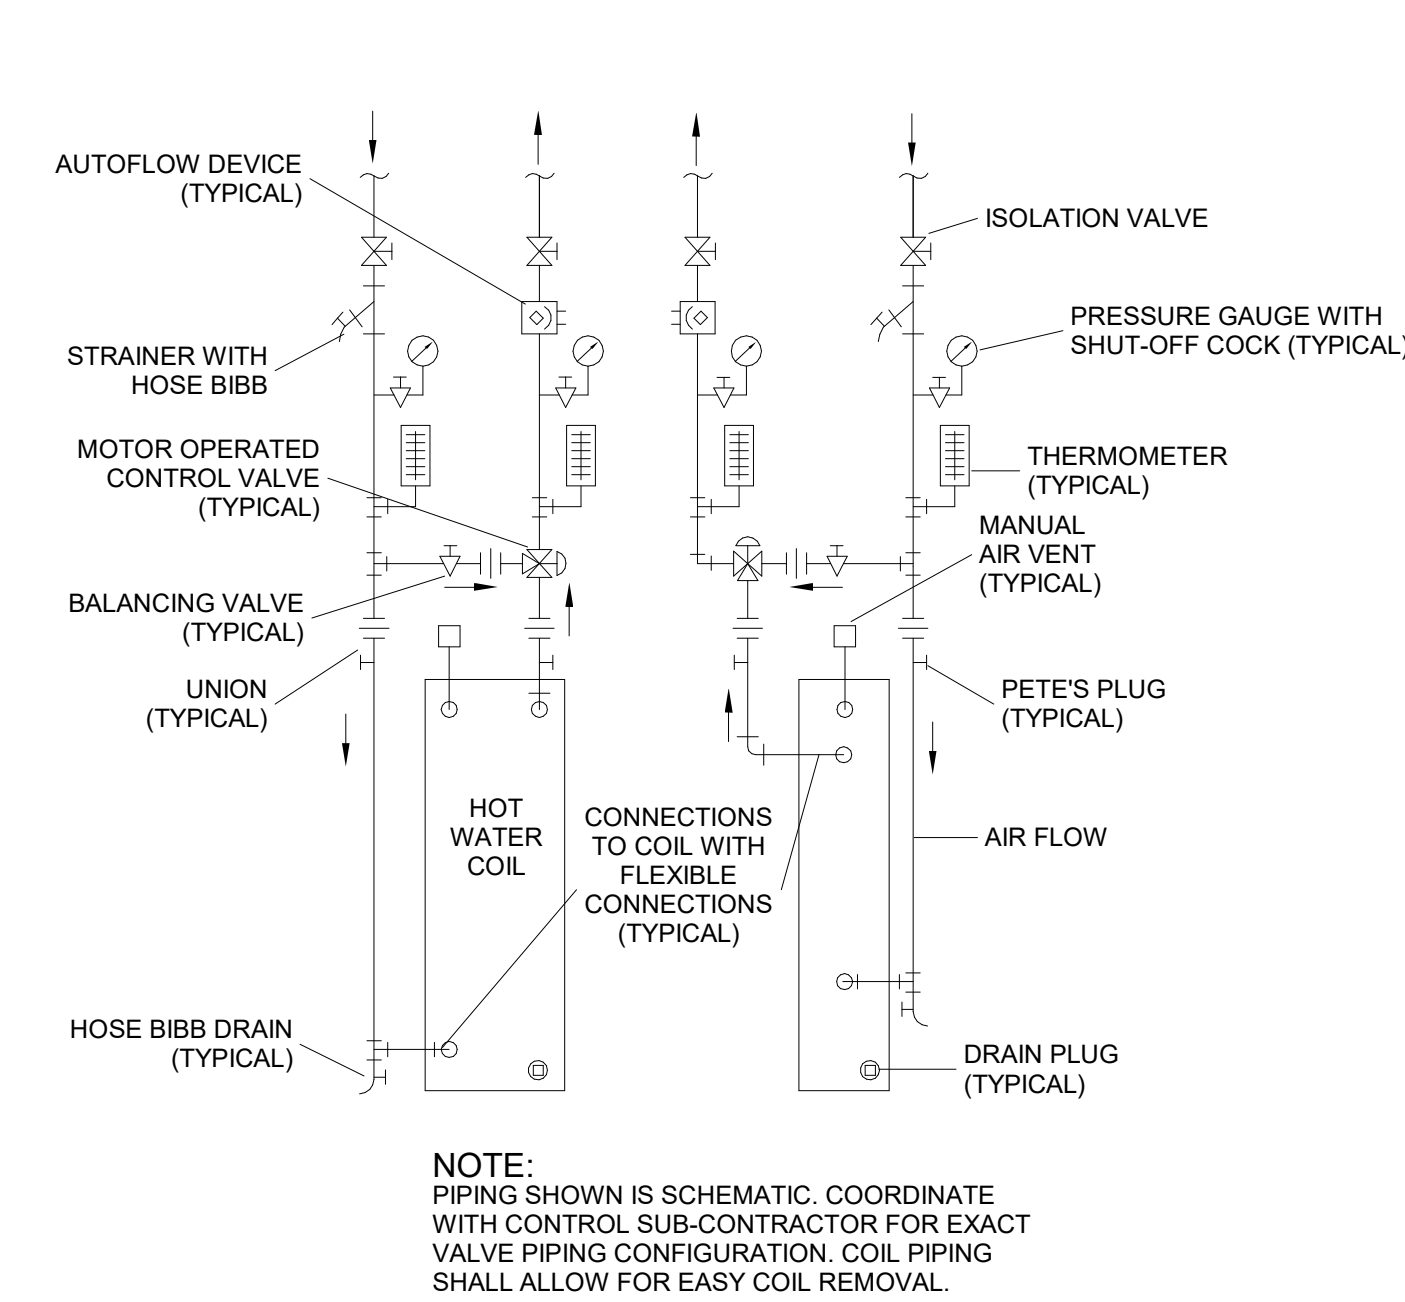 AUTOFLOW DEVICE
(TYPICAL)
ISOLATION VALVE
PRESSURE GAUGE WITH
SHUT-OFF COCK (TYPICAL)
STRAINER WITH
HOSE BIBB
MOTOR OPERATED
CONTROL VALVE
(TYPICAL)
THERMOMETER
(TYPICAL)
MANUAL
AIR VENT
(TYPICAL)
BALANCING VALVE
(TYPICAL)
UNION
(TYPICAL)
PETE'S PLUG
(TYPICAL)
HOT
WATER
COIL
CONNECTIONS
TO COIL WITH
FLEXIBLE
CONNECTIONS
(TYPICAL)
AIR FLOW
HOSE BIBB DRAIN
(TYPICAL)
DRAIN PLUG
(TYPICAL)
NOTE:
PIPING SHOWN IS SCHEMATIC. COORDINATE
WITH CONTROL SUB-CONTRACTOR FOR EXACT
VALVE PIPING CONFIGURATION. COIL PIPING
SHALL ALLOW FOR EASY COIL REMOVAL.